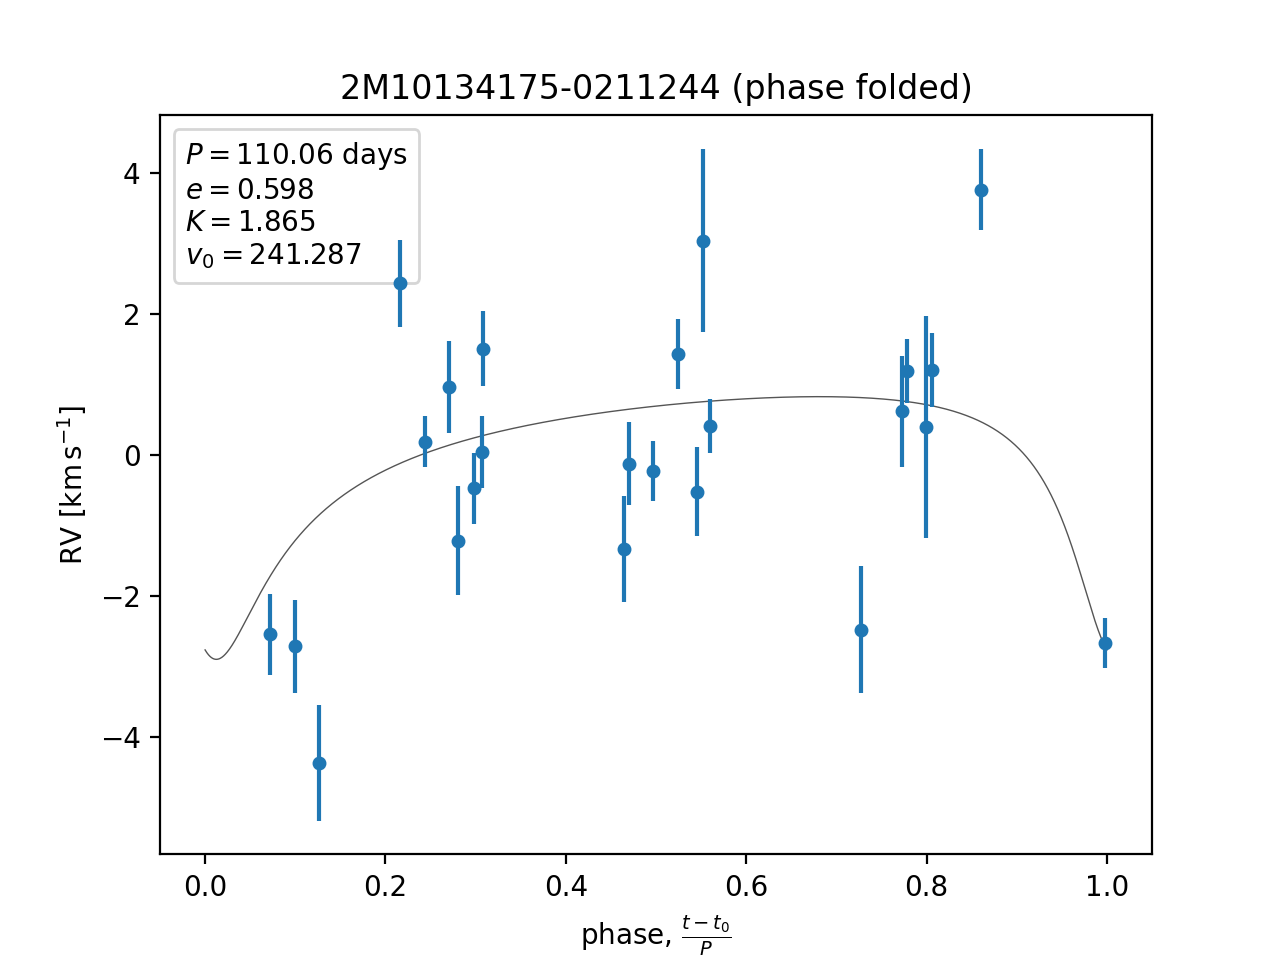 2M10134175-0211244 (phase folded)
P = 110.06 days
e = 0.598
K = 1.865
v₀ = 241.287
4
2
0
−2
−4
RV [km s⁻¹]
0.0 0.2 0.4 0.6 0.8 1.0
phase, (t − t₀)/P